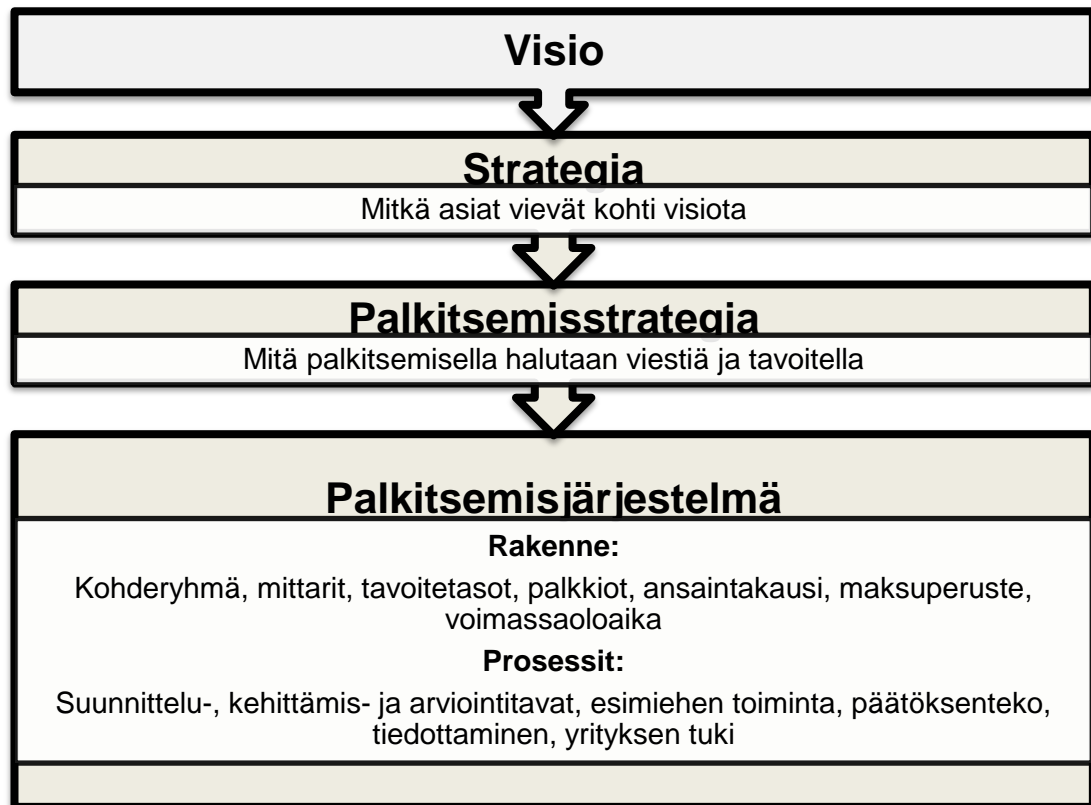 Visio
Strategia
Mitkä asiat vievät kohti visiota
Palkitsemisstrategia
Mitä palkitsemisella halutaan viestiä ja tavoitella
Palkitsemisjärjestelmä
Rakenne:
Kohderyhmä, mittarit, tavoitetasot, palkkiot, ansaintakausi, maksuperuste,
voimassaoloaika
Prosessit:
Suunnittelu-, kehittämis- ja arviointitavat, esimiehen toiminta, päätöksenteko,
tiedottaminen, yrityksen tuki